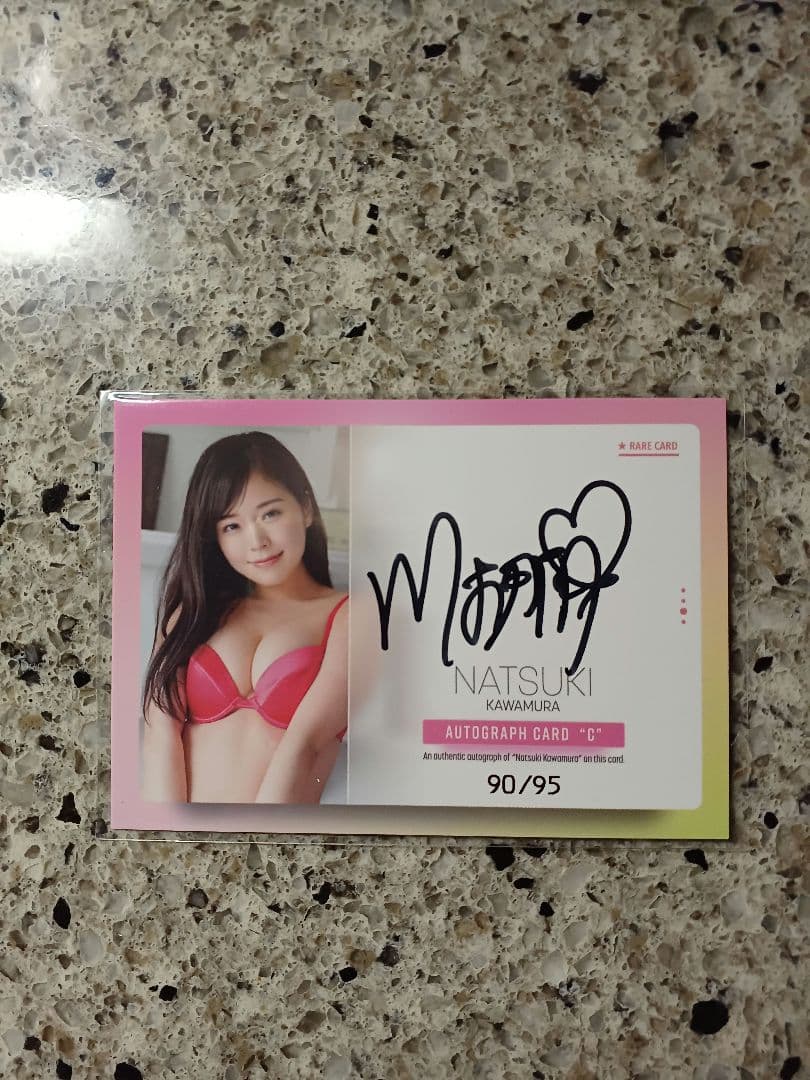 ★ RARE CARD
NATSUKI
KAWAMURA
AUTOGRAPH CARD "C"
An authentic autograph of "Natsuki Kawamura" on this card.
90/95